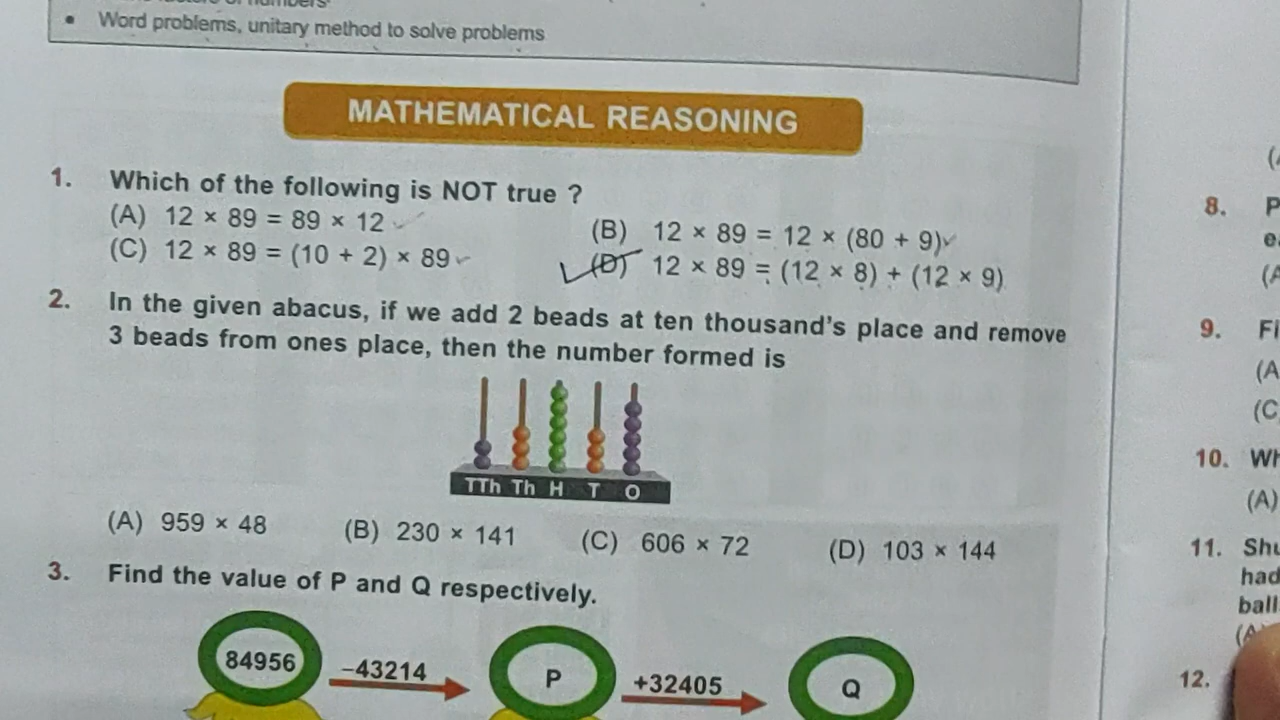 • Word problems, unitary method to solve problems
MATHEMATICAL REASONING
1. Which of the following is NOT true ?
(A) 12 × 89 = 89 × 12 (B) 12 × 89 = 12 × (80 + 9)
(C) 12 × 89 = (10 + 2) × 89 (D) 12 × 89 = (12 × 8) + (12 × 9)
2. In the given abacus, if we add 2 beads at ten thousand's place and remove
3 beads from ones place, then the number formed is
TTh Th H T O
(A) 959 × 48 (B) 230 × 141 (C) 606 × 72 (D) 103 × 144
3. Find the value of P and Q respectively.
84956 –43214 P +32405 Q
8.
(A
9.
(A
(C
10.
(A)
11.
had
ball
12.